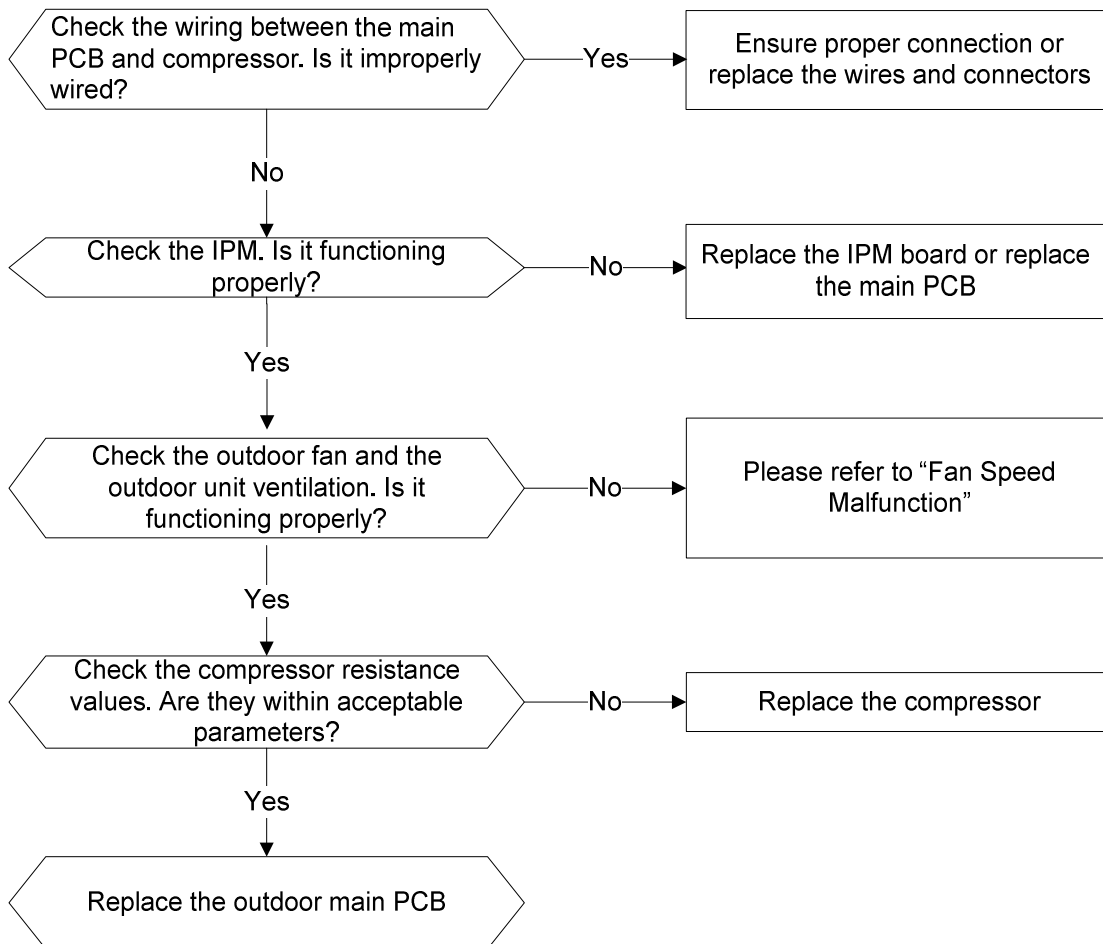 Check the wiring between the main
PCB and compressor. Is it improperly
wired?
Yes
Ensure proper connection or
replace the wires and connectors
No
Check the IPM. Is it functioning
properly?
No
Replace the IPM board or replace
the main PCB
Yes
Check the outdoor fan and the
outdoor unit ventilation. Is it
functioning properly?
No
Please refer to “Fan Speed
Malfunction”
Yes
Check the compressor resistance
values. Are they within acceptable
parameters?
No
Replace the compressor
Yes
Replace the outdoor main PCB